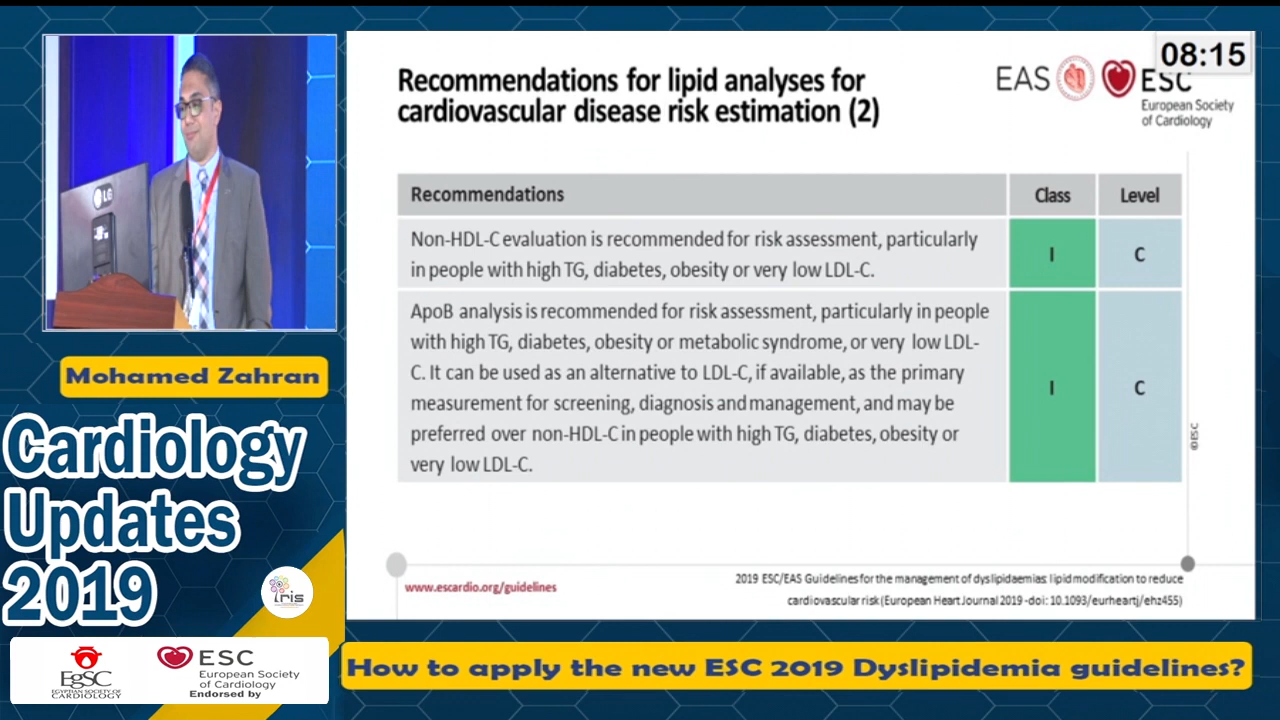 08:15
Recommendations for lipid analyses for
cardiovascular disease risk estimation (2)
EAS
ESC
European Society
of Cardiology
Recommendations Class Level
Non-HDL-C evaluation is recommended for risk assessment, particularly
in people with high TG, diabetes, obesity or very low LDL-C.
I C
ApoB analysis is recommended for risk assessment, particularly in people
with high TG, diabetes, obesity or metabolic syndrome, or very low LDL-
C. It can be used as an alternative to LDL-C, if available, as the primary
measurement for screening, diagnosis and management, and may be
preferred over non-HDL-C in people with high TG, diabetes, obesity or
very low LDL-C.
I C
©ESC
www.escardio.org/guidelines
2019 ESC/EAS Guidelines for the management of dyslipidaemias: lipid modification to reduce
cardiovascular risk (European Heart Journal 2019 -doi: 10.1093/eurheartj/ehz455)
LG
Mohamed Zahran
Cardiology
Updates
2019
iris
EgSC
EGYPTIAN SOCIETY OF
CARDIOLOGY
ESC
European Society
of Cardiology
Endorsed by
How to apply the new ESC 2019 Dyslipidemia guidelines?